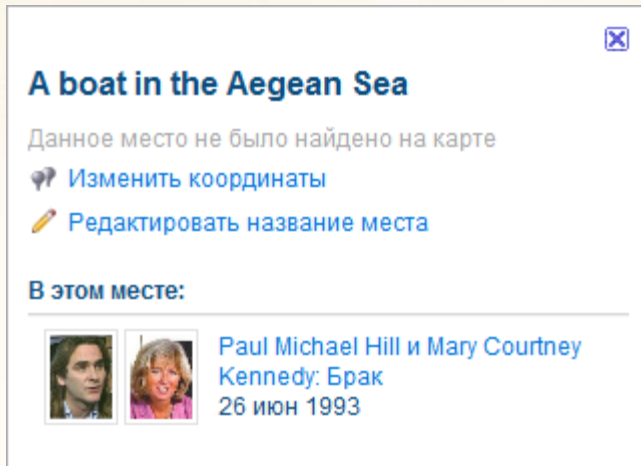 A boat in the Aegean Sea
Данное место не было найдено на карте
Изменить координаты
Редактировать название места
В этом месте:
Paul Michael Hill и Mary Courtney
Kennedy: Брак
26 июн 1993